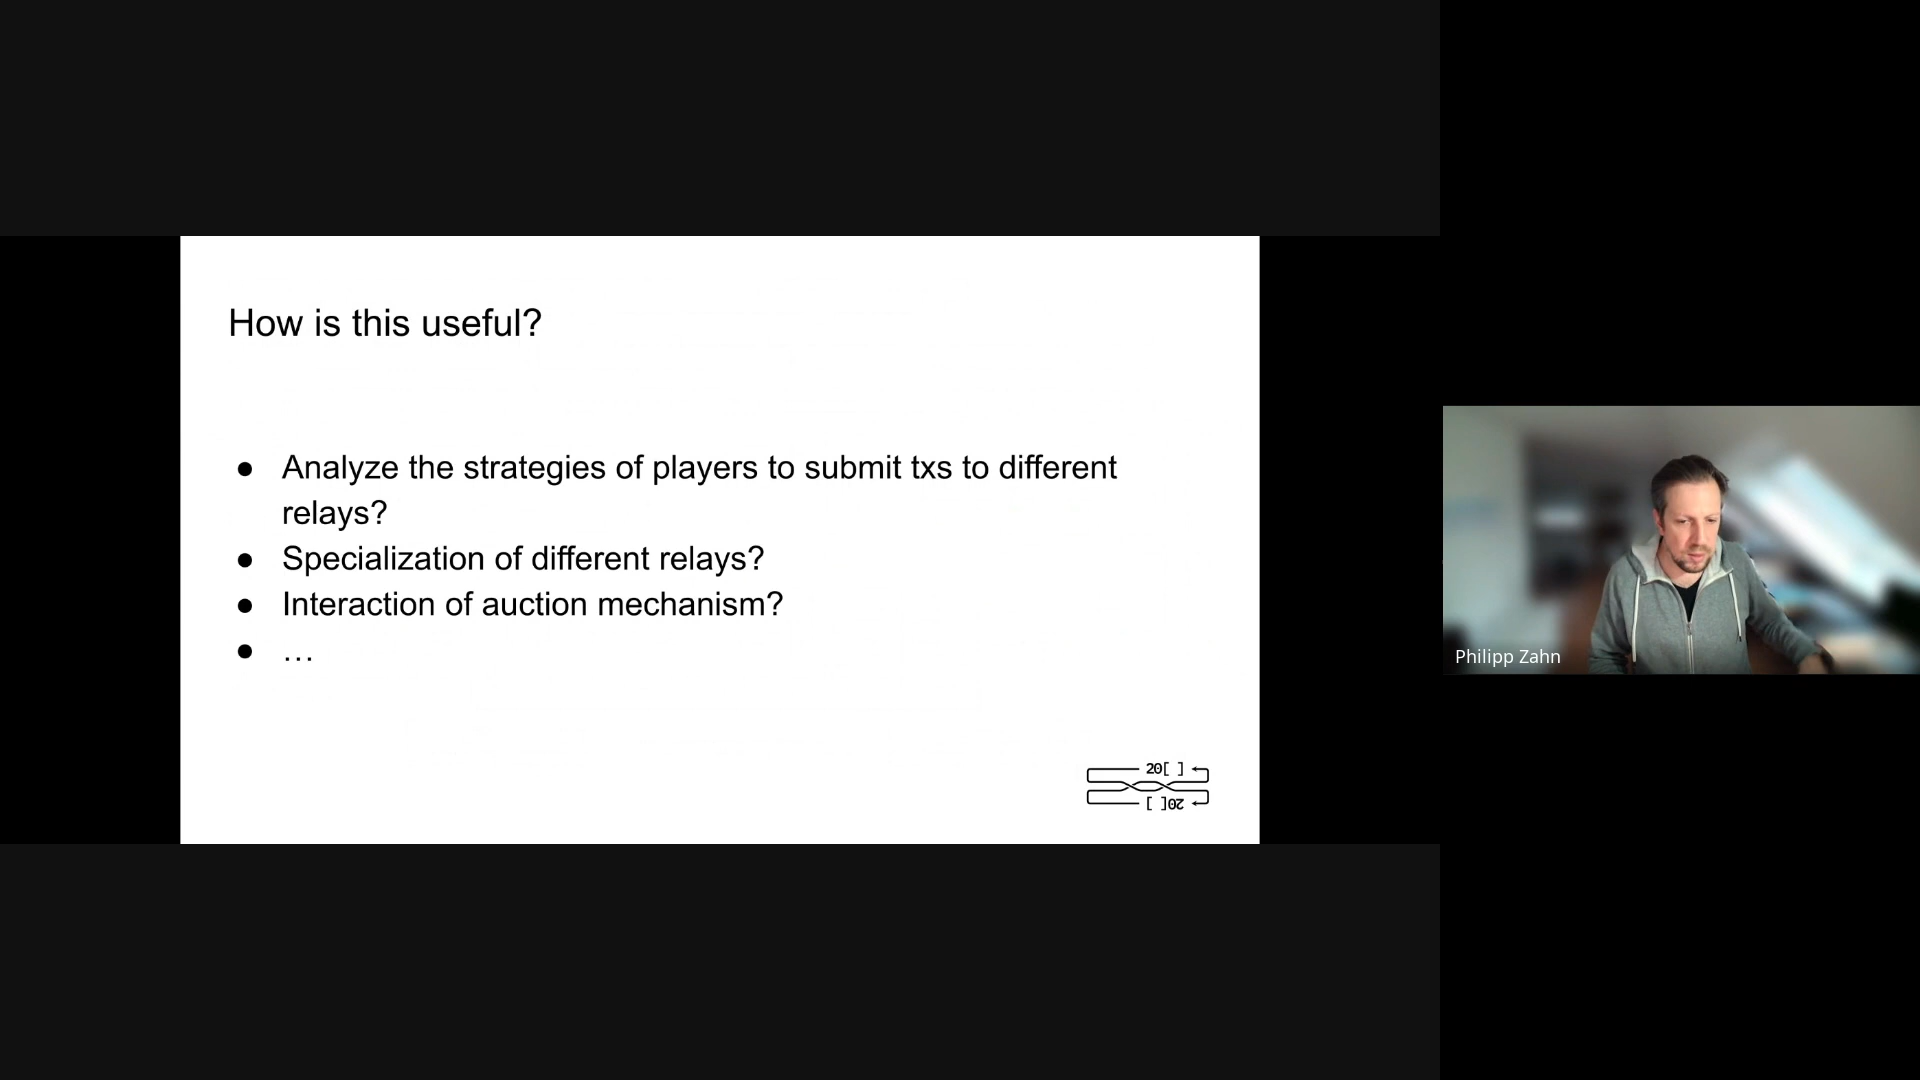 How is this useful?
● Analyze the strategies of players to submit txs to different
relays?
● Specialization of different relays?
● Interaction of auction mechanism?
● …
20[ ]
20[ ]
Philipp Zahn